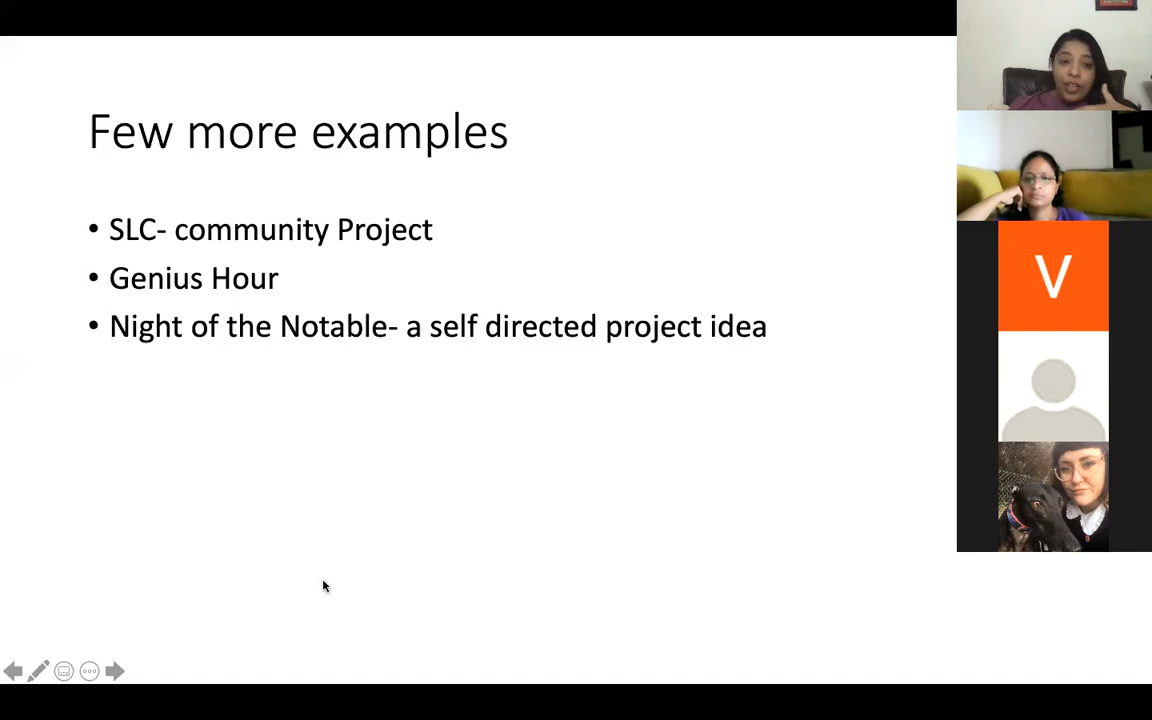 Few more examples
• SLC- community Project
• Genius Hour
• Night of the Notable- a self directed project idea
V